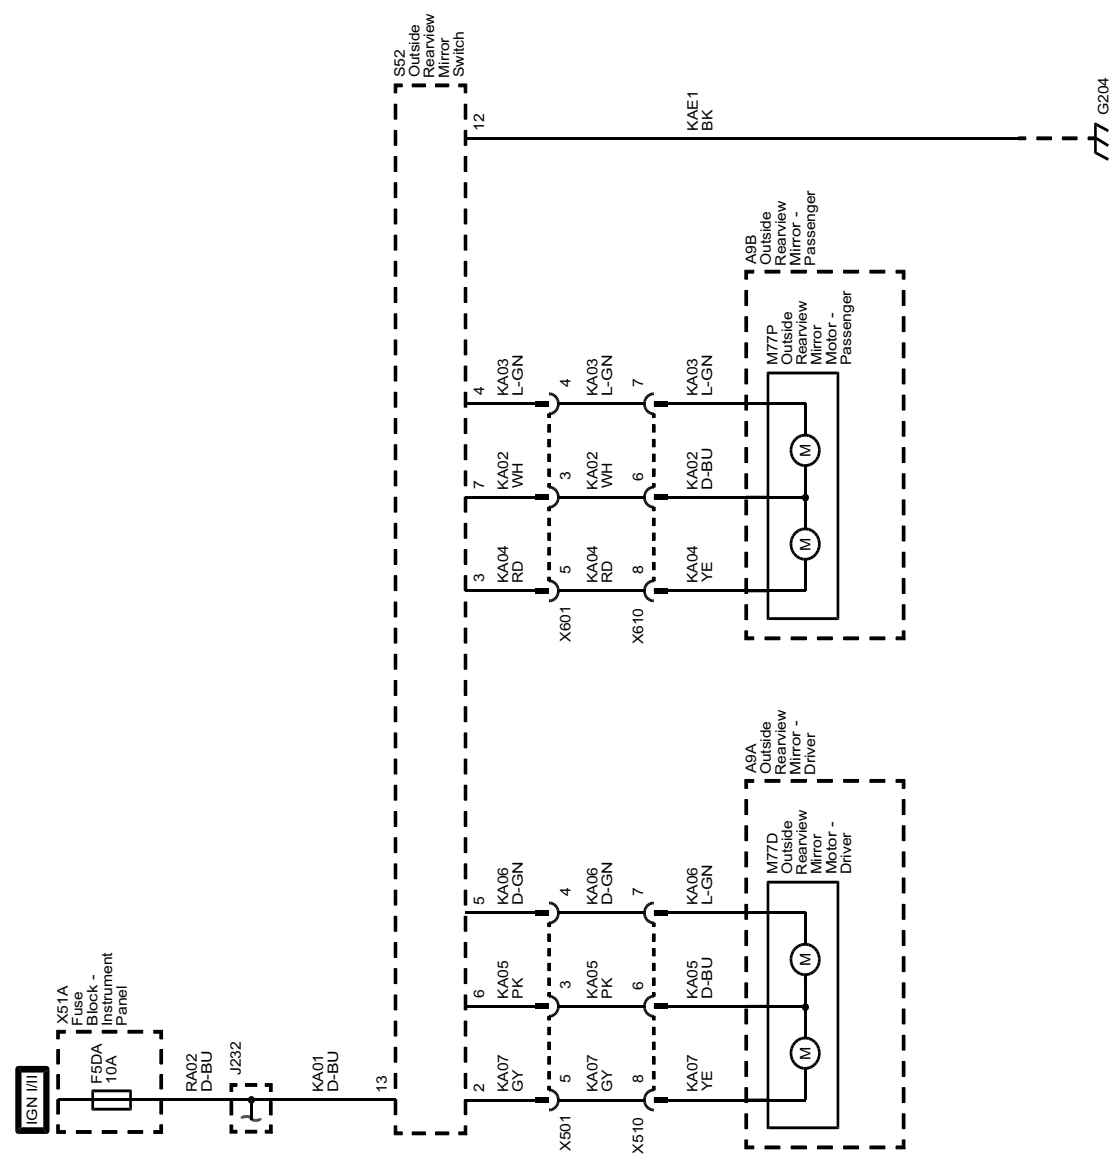 IGN I/II
X51A
Fuse
Block -
Instrument
Panel
F5DA
10A
RA02
D-BU
J232
KA01
D-BU
13
S52
Outside
Rearview
Mirror
Switch
2
6
5
3
7
4
12
KA07
GY
KA05
PK
KA06
D-GN
KA04
RD
KA02
WH
KA03
L-GN
KAE1
BK
X501
5
3
4
X601
5
3
4
KA07
GY
KA05
PK
KA06
D-GN
KA04
RD
KA02
WH
KA03
L-GN
X510
8
6
7
X610
8
6
7
KA07
YE
KA05
D-BU
KA06
L-GN
KA04
YE
KA02
D-BU
KA03
L-GN
A9A
Outside
Rearview
Mirror -
Driver
A9B
Outside
Rearview
Mirror -
Passenger
M77D
Outside
Rearview
Mirror
Motor -
Driver
M77P
Outside
Rearview
Mirror
Motor -
Passenger
M
M
M
M
G204